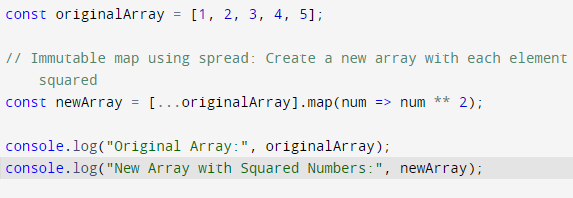 const originalArray = [1, 2, 3, 4, 5];
// Immutable map using spread: Create a new array with each element
squared
const newArray = [...originalArray].map(num => num ** 2);
console.log("Original Array:", originalArray);
console.log("New Array with Squared Numbers:", newArray);